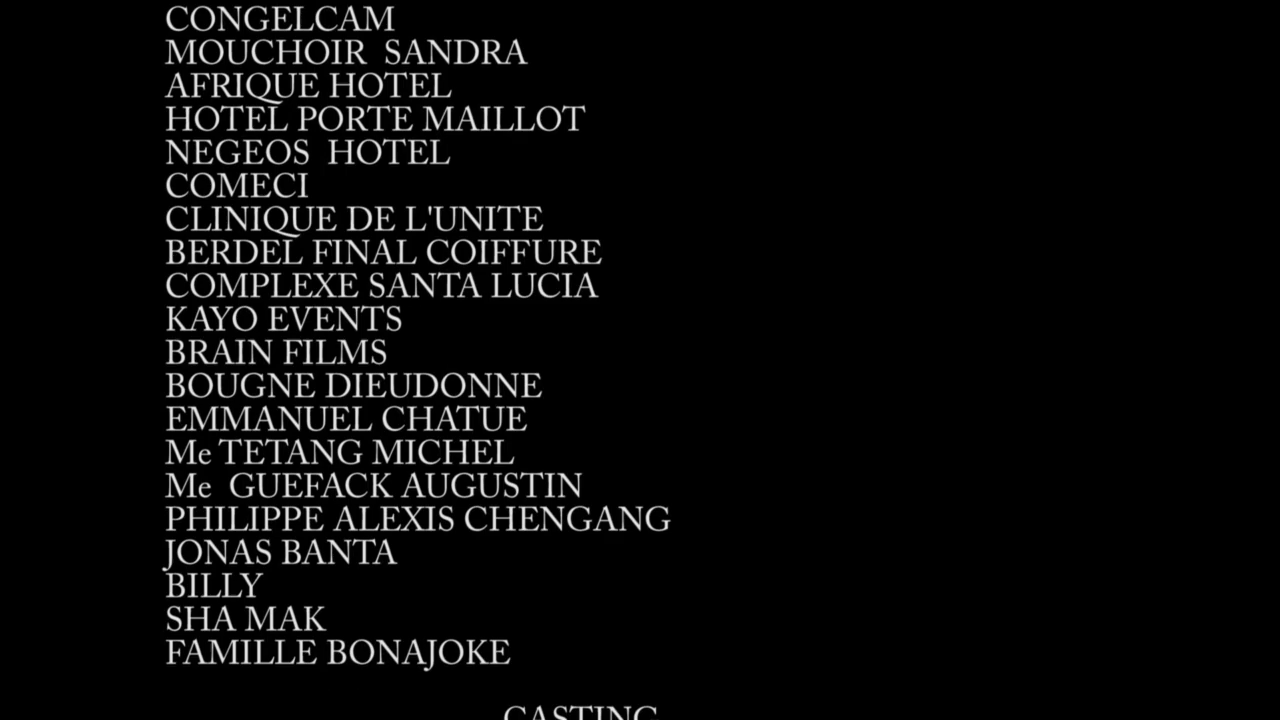 CONGELCAM
MOUCHOIR  SANDRA
AFRIQUE HOTEL
HOTEL PORTE MAILLOT
NEGEOS  HOTEL
COMECI
CLINIQUE DE L'UNITE
BERDEL FINAL COIFFURE
COMPLEXE SANTA LUCIA
KAYO EVENTS
BRAIN FILMS
BOUGNE DIEUDONNE
EMMANUEL CHATUE
Me TETANG MICHEL
Me  GUEFACK AUGUSTIN
PHILIPPE ALEXIS CHENGANG
JONAS BANTA
BILLY
SHA MAK
FAMILLE BONAJOKE
CASTING